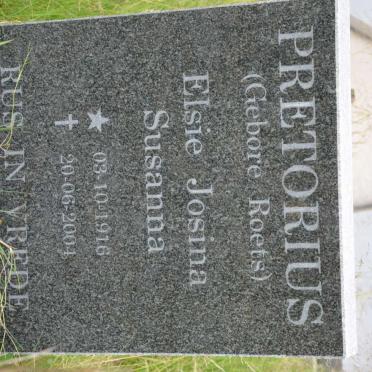 PRETORIUS
(Gebore Roets)
Elsie Josina
Susanna
03-10-1916
20-06-2004
RUS IN VREDE